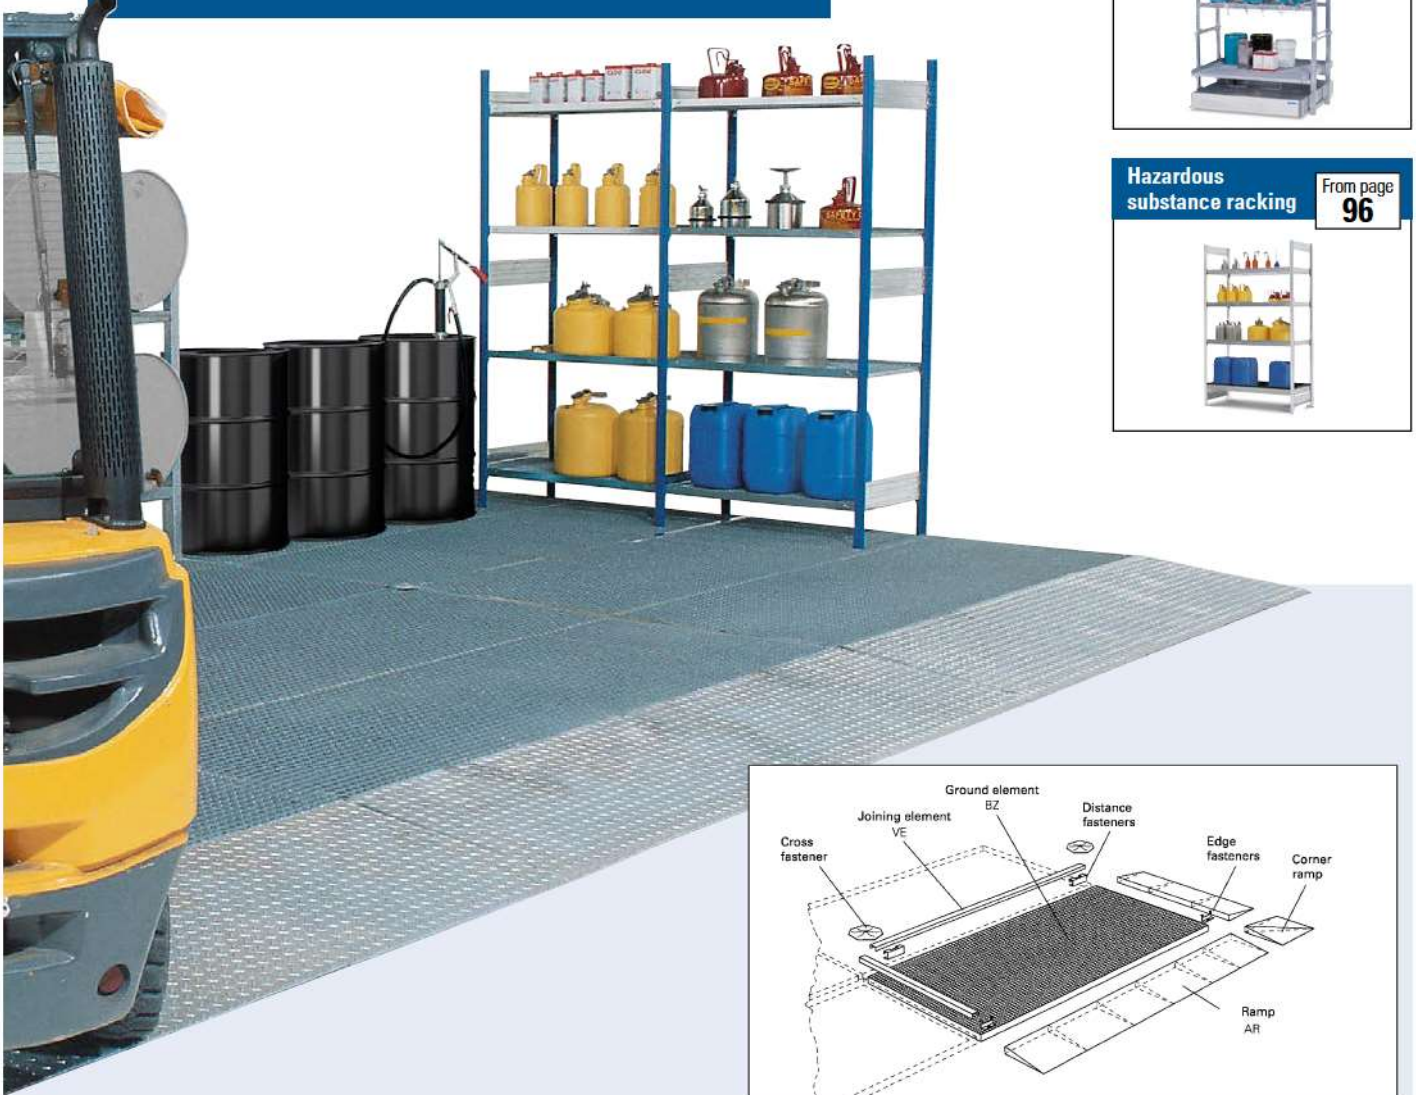 Hazardous
substance racking
From page
96
SAFETY
Ground element
BZ
Joining element
VE
Distance
fasteners
Cross
fastener
Edge
fasteners
Corner
ramp
Ramp
AR